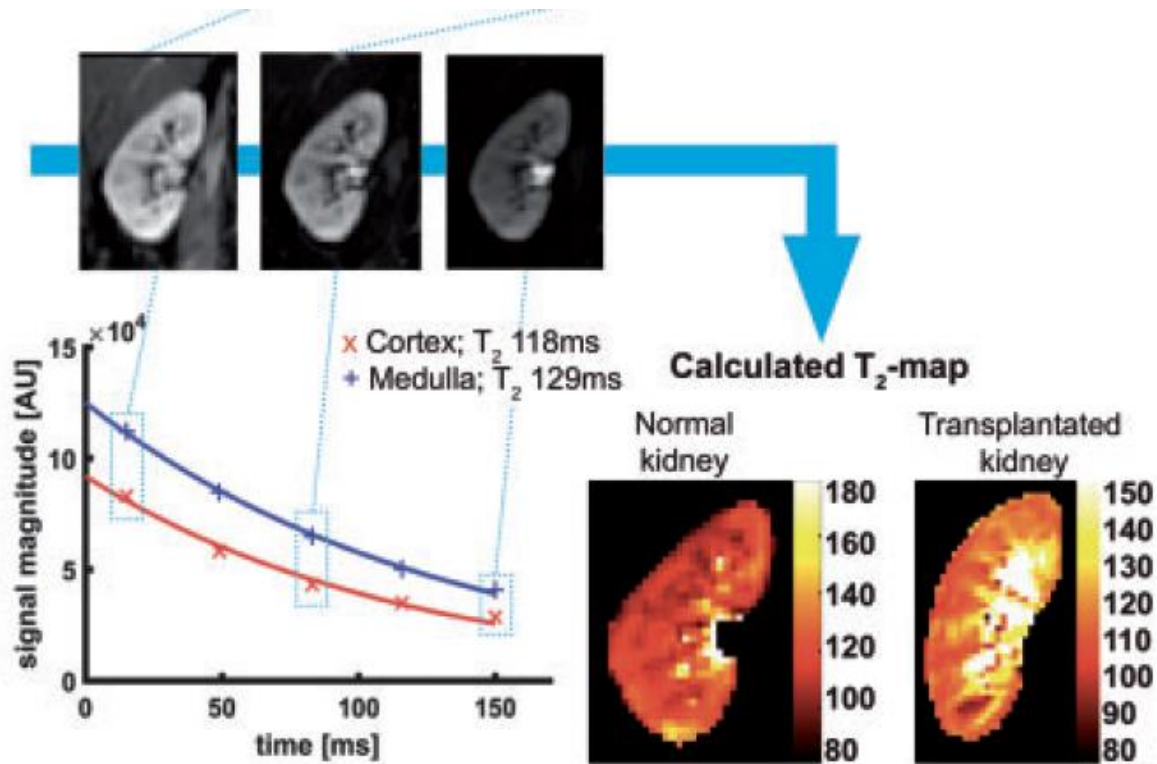 ×10⁴
15
10
5
0
signal magnitude [AU]
0 50 100 150
time [ms]
× Cortex; T₂ 118ms
+ Medulla; T₂ 129ms
Calculated T₂-map
Normal
kidney
180
160
140
120
100
80
Transplantated
kidney
150
140
130
120
110
100
90
80